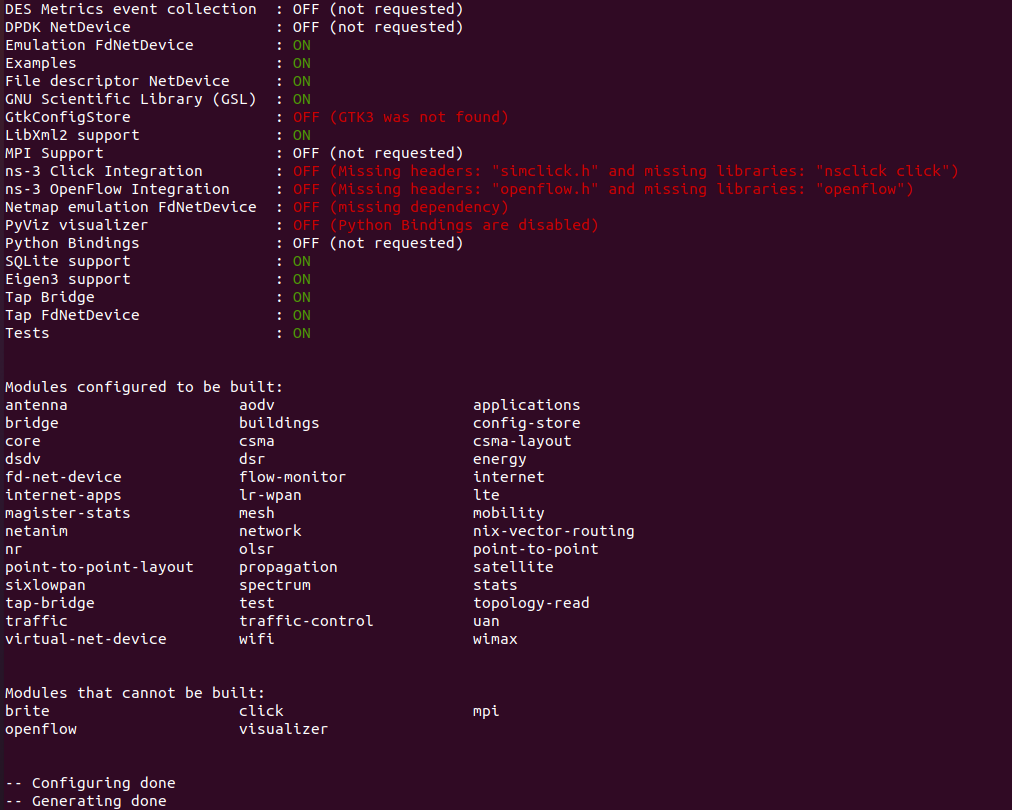 DES Metrics event collection : OFF (not requested)
DPDK NetDevice : OFF (not requested)
Emulation FdNetDevice : ON
Examples : ON
File descriptor NetDevice : ON
GNU Scientific Library (GSL) : ON
GtkConfigStore : OFF (GTK3 was not found)
LibXml2 support : ON
MPI Support : OFF (not requested)
ns-3 Click Integration : OFF (Missing headers: "simclick.h" and missing libraries: "nsclick click")
ns-3 OpenFlow Integration : OFF (Missing headers: "openflow.h" and missing libraries: "openflow")
Netmap emulation FdNetDevice : OFF (missing dependency)
PyViz visualizer : OFF (Python Bindings are disabled)
Python Bindings : OFF (not requested)
SQLite support : ON
Eigen3 support : ON
Tap Bridge : ON
Tap FdNetDevice : ON
Tests : ON
Modules configured to be built:
antenna aodv applications
bridge buildings config-store
core csma csma-layout
dsdv dsr energy
fd-net-device flow-monitor internet
internet-apps lr-wpan lte
magister-stats mesh mobility
netanim network nix-vector-routing
nr olsr point-to-point
point-to-point-layout propagation satellite
sixlowpan spectrum stats
tap-bridge test topology-read
traffic traffic-control uan
virtual-net-device wifi wimax
Modules that cannot be built:
brite click mpi
openflow visualizer
-- Configuring done
-- Generating done